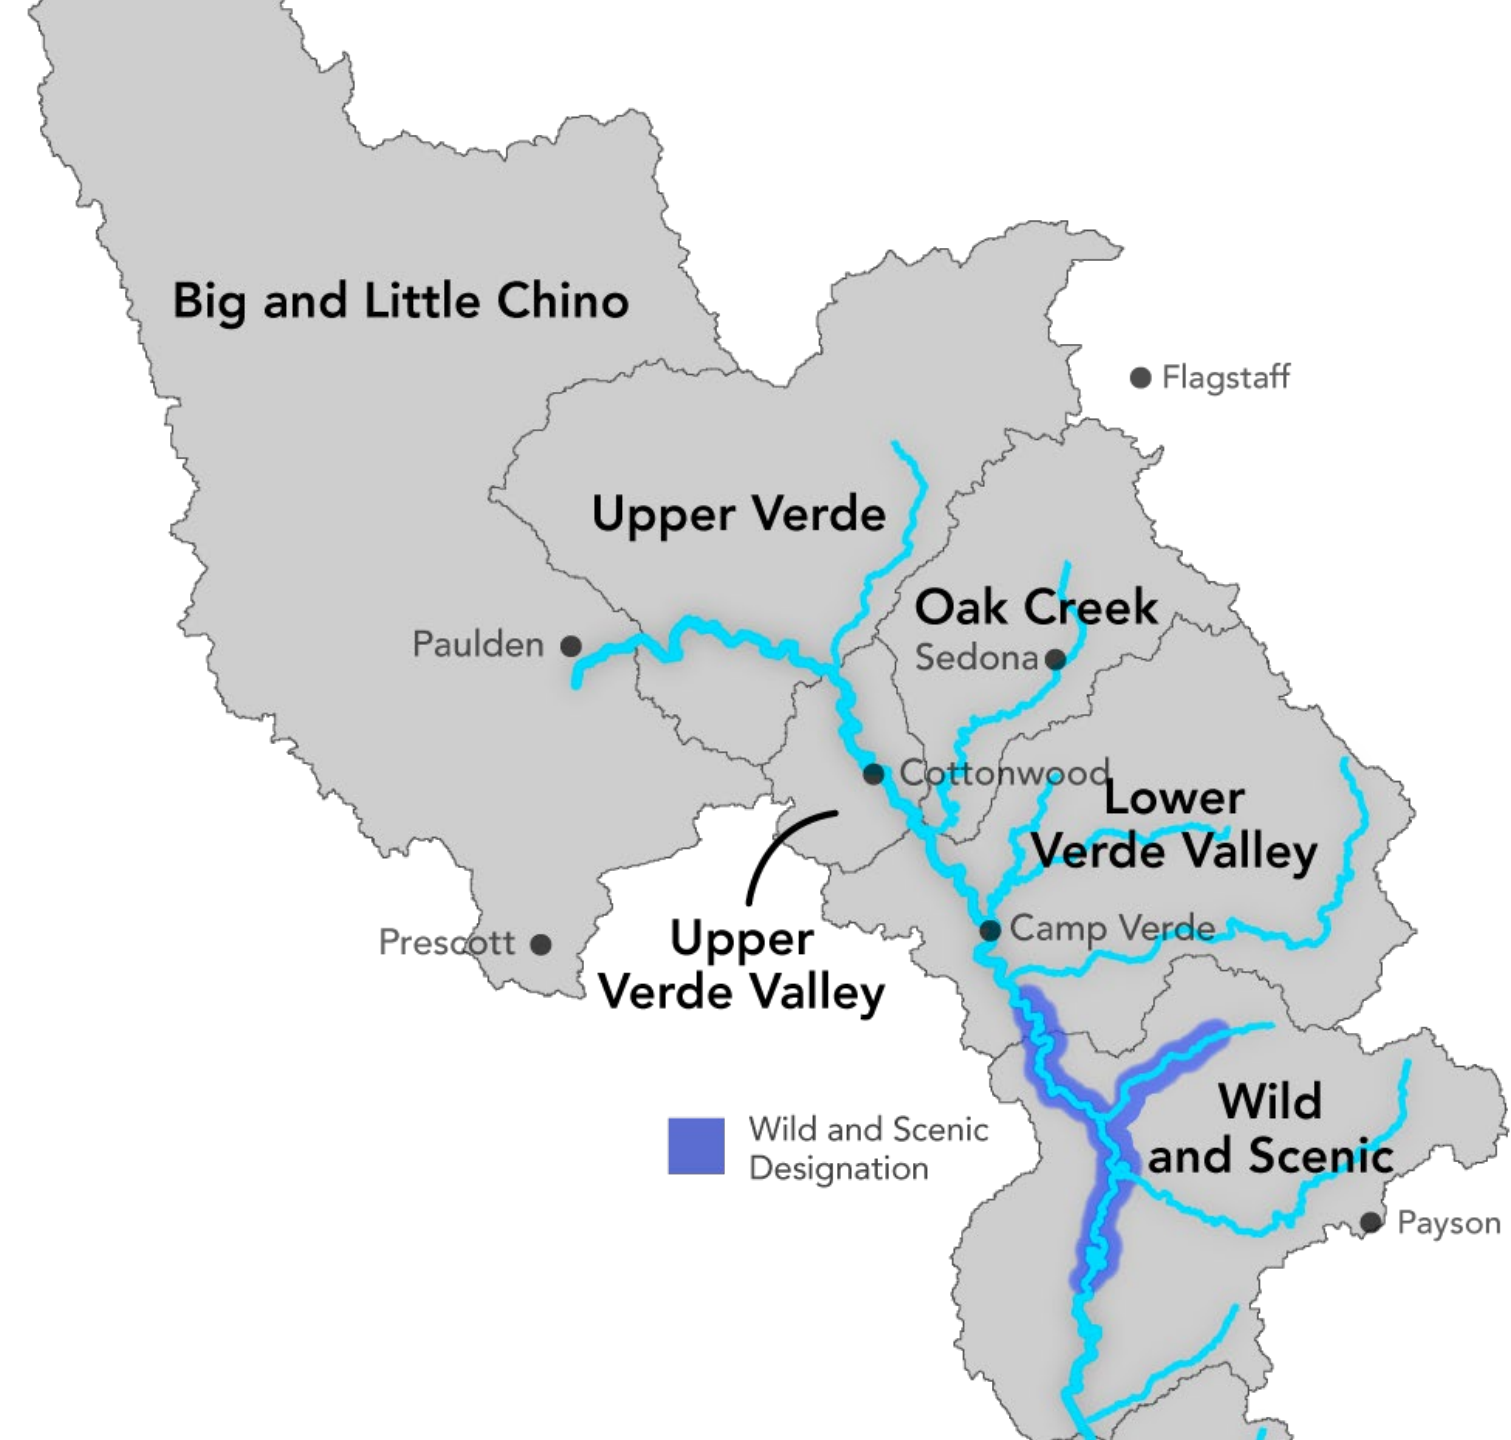 Big and Little Chino
Flagstaff
Upper Verde
Oak Creek
Paulden
Sedona
Cottonwood
Lower
Verde Valley
Camp Verde
Prescott
Upper
Verde Valley
Wild
and Scenic
Wild and Scenic
Designation
Payson